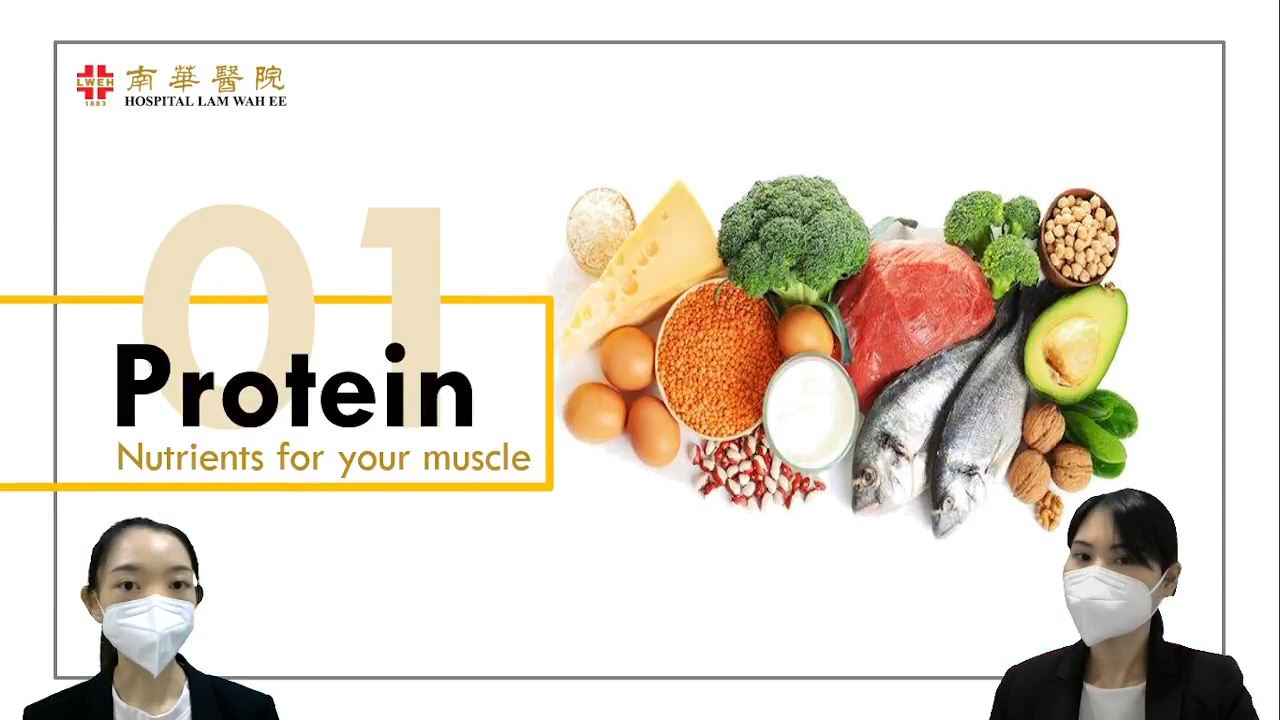 LWEH
1883
南華醫院
HOSPITAL LAM WAH EE
01
Protein
Nutrients for your muscle